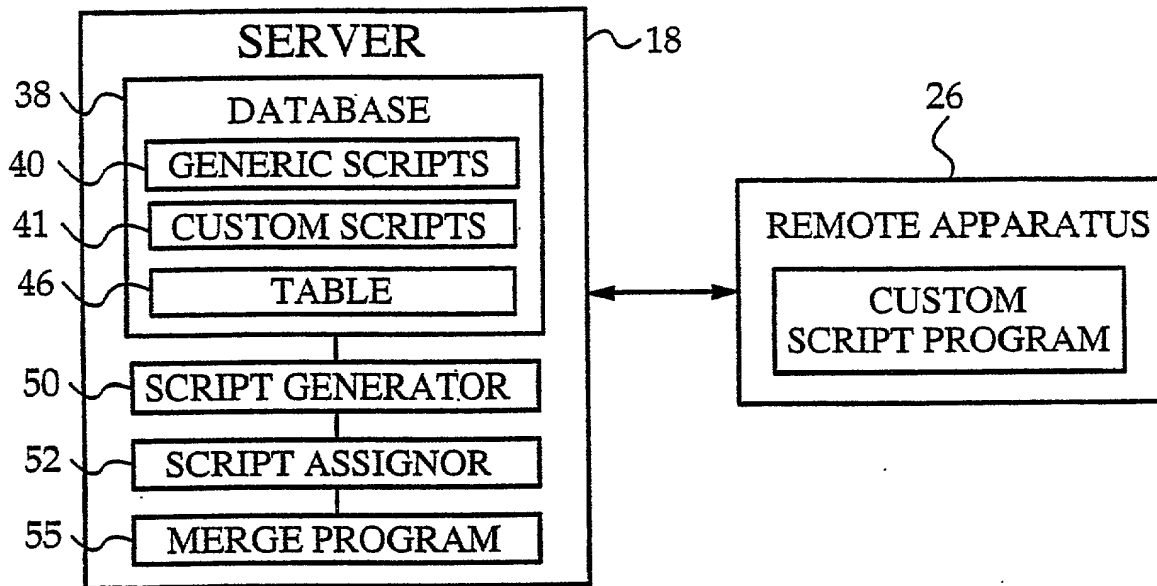 SERVER
18
38
DATABASE
40
GENERIC SCRIPTS
41
CUSTOM SCRIPTS
46
TABLE
50
SCRIPT GENERATOR
52
SCRIPT ASSIGNOR
55
MERGE PROGRAM
26
REMOTE APPARATUS
CUSTOM
SCRIPT PROGRAM